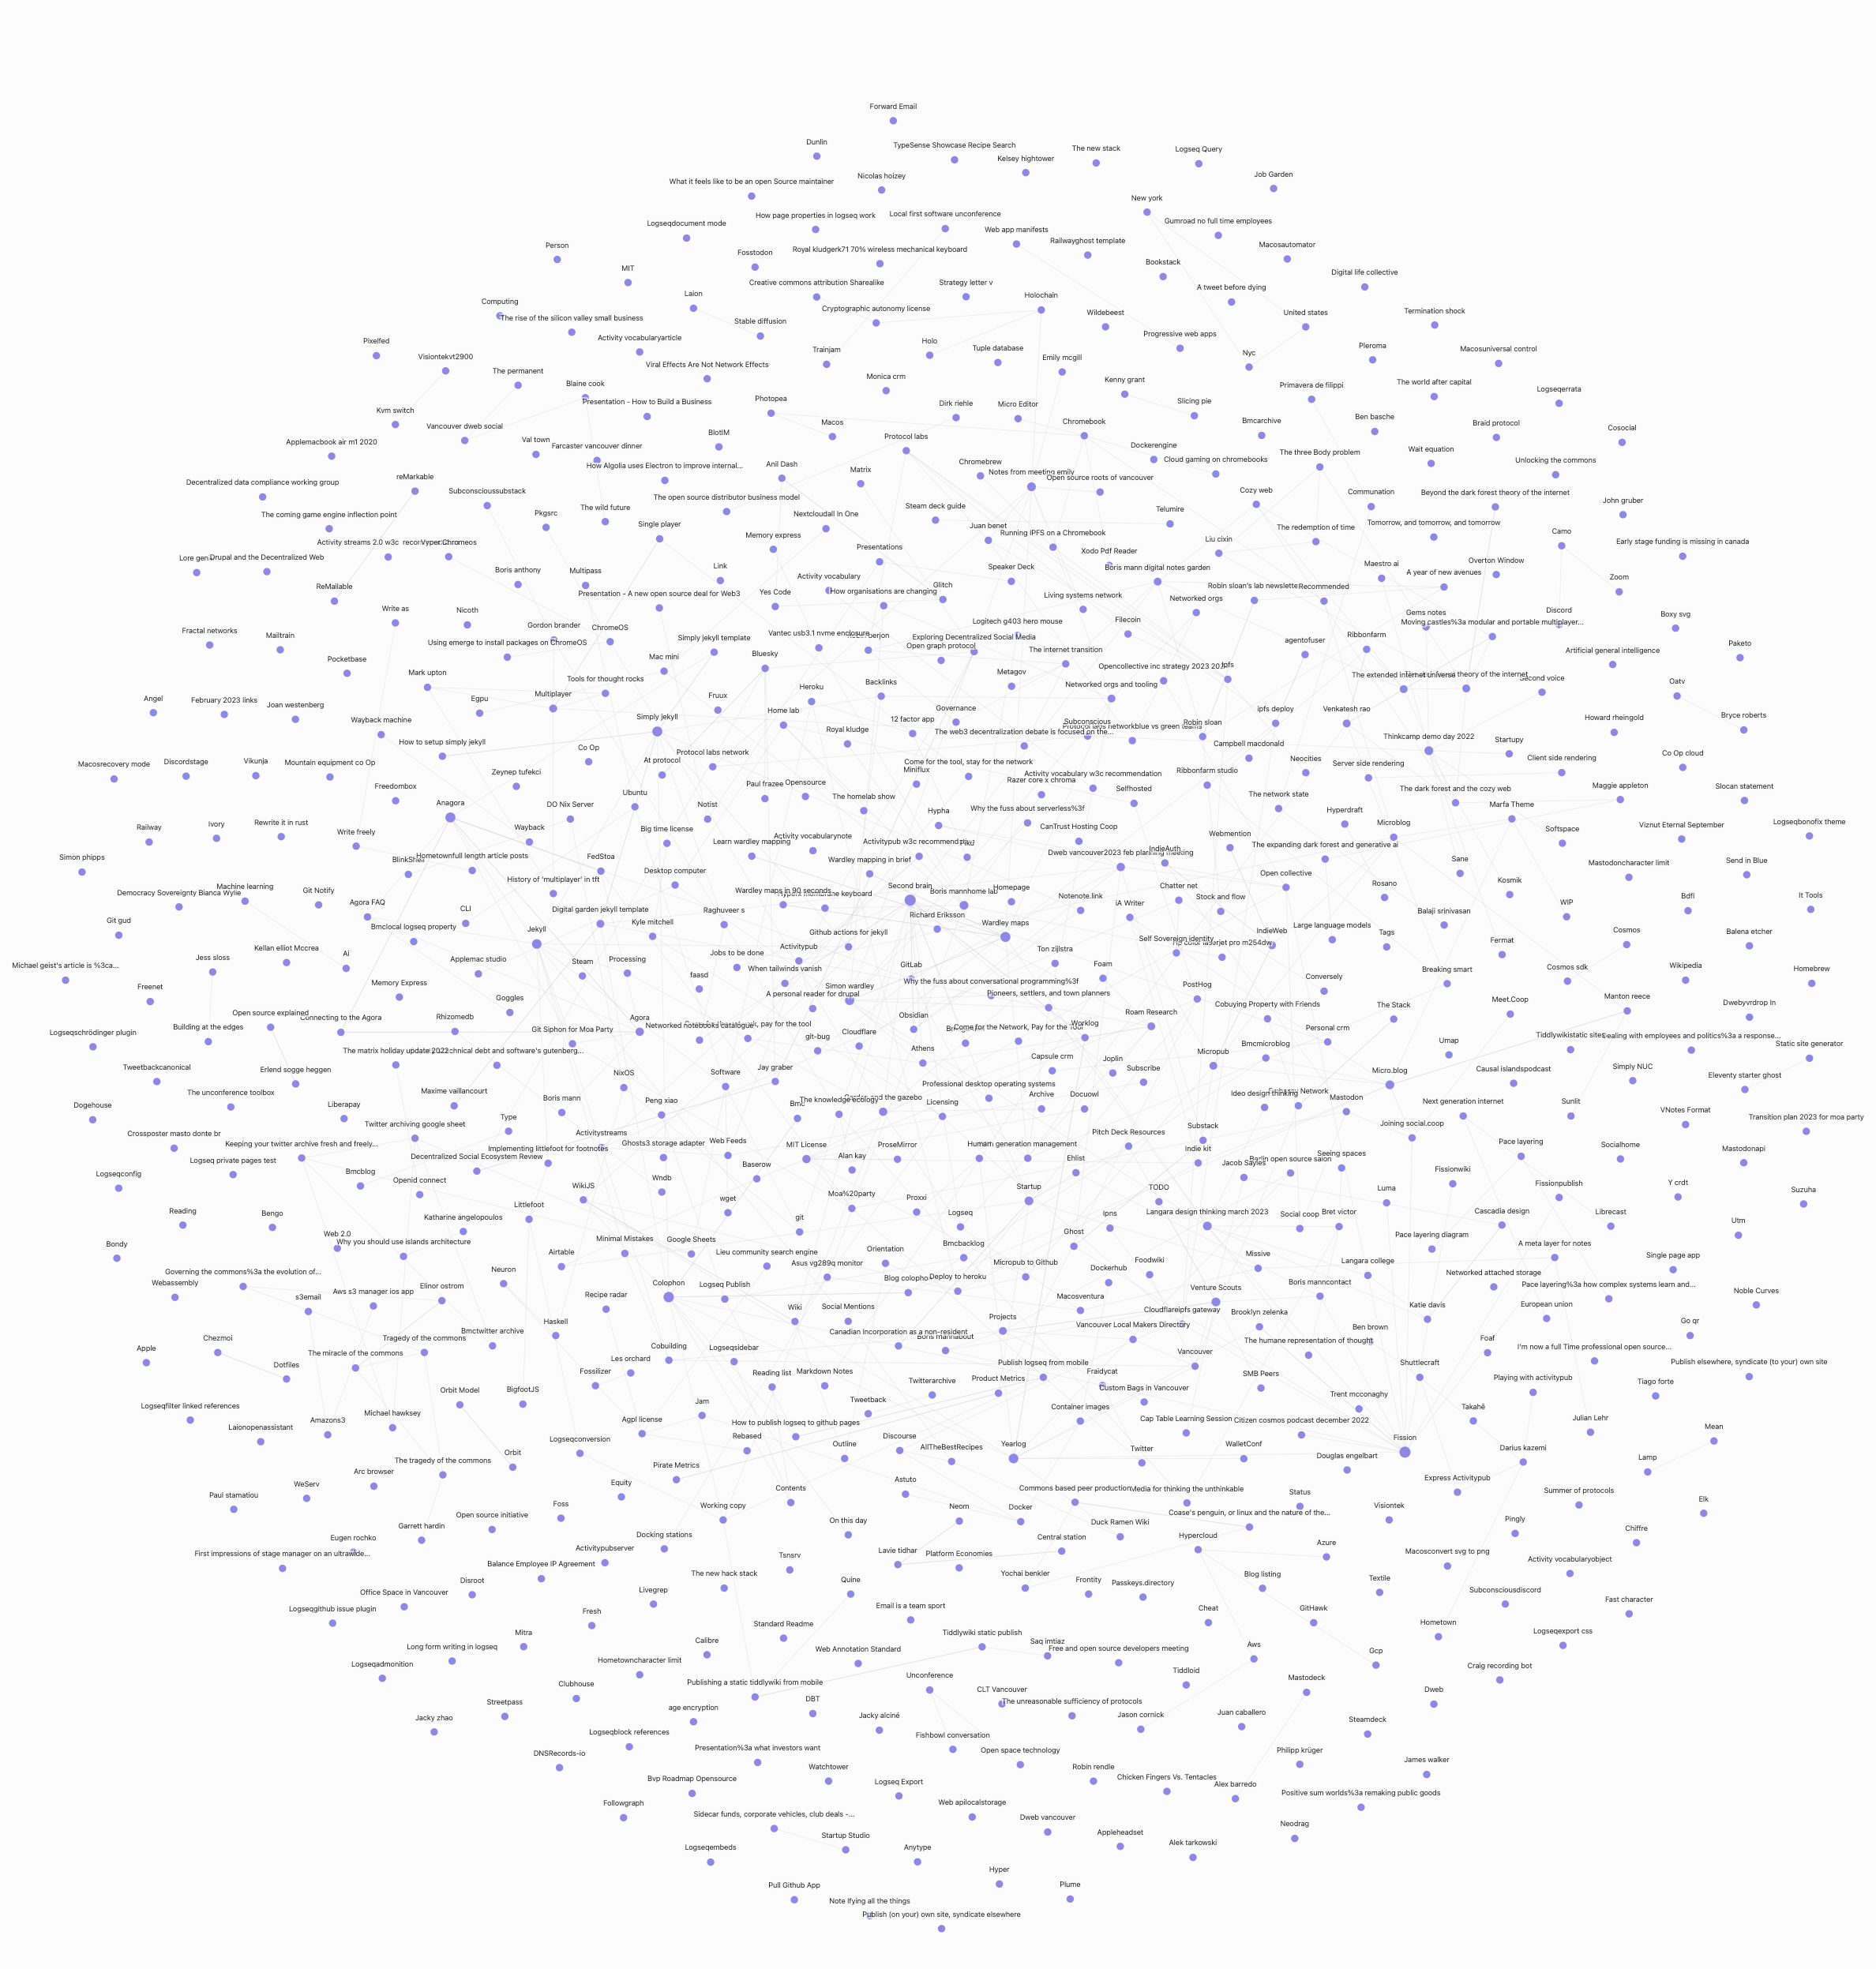 Forward Email
Dunlin
TypeSense Showcase Recipe Search
Kelsey hightower
The new stack
Logseq Query
What it feels like to be an open Source maintainer
Nicolas hoizey
Job Garden
New york
Logseqdocument mode
How page properties in logseq work
Local first software unconference
Gumroad no full time employees
Web app manifests
Railwayghost template
Macosautomator
Person
Fosstodon
Royal kludgerk71 70% wireless mechanical keyboard
Bookstack
Digital life collective
MIT
Creative commons attribution Sharealike
Strategy letter v
A tweet before dying
Laion
Holochain
Computing
Cryptographic autonomy license
Wildebeest
United states
Termination shock
The rise of the silicon valley small business
Stable diffusion
Activity vocabularyarticle
Progressive web apps
Pixelfed
Visiontekvt2900
Trainjam
Holo
Tuple database
Emily mcgill
Nyc
Pleroma
Macosuniversal control
The permanent
Viral Effects Are Not Network Effects
Blaine cook
Monica crm
Kenny grant
Primavera de filippi
The world after capital
Logseqerrata
Presentation - How to Build a Business
Photopea
Slicing pie
Kvm switch
Vancouver dweb social
Dirk riehle
Micro Editor
Bmcarchive
Ben basche
Braid protocol
Cosocial
Applemacbook air m1 2020
Val town
Farcaster vancouver dinner
BlotIM
Macos
Protocol labs
Chromebook
Dockerengine
Cloud gaming on chromebooks
The three Body problem
Wait equation
Unlocking the commons
How Algolia uses Electron to improve internal...
Anil Dash
Matrix
Chromebrew
Notes from meeting emily
Open source roots of vancouver
Decentralized data compliance working group
reMarkable
Subconscioussubstack
The open source distributor business model
Cozy web
Communation
Beyond the dark forest theory of the internet
John gruber
The coming game engine inflection point
Pkgsrc
The wild future
Single player
Nextcloudall In One
Steam deck guide
Telumire
The redemption of time
Tomorrow, and tomorrow, and tomorrow
Camo
Early stage funding is missing in canada
Memory express
Presentations
Juan benet
Running IPFS on a Chromebook
Liu cixin
Drupal and the Decentralized Web
Xodo Pdf Reader
Boris mann digital notes garden
Maestro ai
Overton Window
A year of new avenues
Zoom
Boris anthony
Multipass
Link
Activity vocabulary
Speaker Deck
Robin sloan's lab newsletter
Recommended
ReMailable
Presentation - A new open source deal for Web3
Yes Code
How organisations are changing
Glitch
Living systems network
Networked orgs
Gems notes
Discord
Moving castles%3a modular and portable multiplayer...
Boxy svg
Write as
Nicoth
Gordon brander
ChromeOS
Logitech g403 hero mouse
Filecoin
Fractal networks
Mailtrain
Using emerge to install packages on ChromeOS
Simply jekyll template
Vantec usb3.1 nvme enclosure
Exploring Decentralized Social Media
Open graph protocol
The internet transition
agentofuser
Ribbonfarm
Artificial general intelligence
Paketo
Pocketbase
Mark upton
Mac mini
Bluesky
Metagov
Ipfs
The extended internet universe
Second voice
Oatv
Angel
February 2023 links
Joan westenberg
Egpu
Multiplayer
Tools for thought rocks
Fruux
Heroku
Backlinks
Networked orgs and tooling
ipfs deploy
Venkatesh rao
Howard rheingold
Bryce roberts
Wayback machine
Simply jekyll
Home lab
12 factor app
Governance
Subconscious
Robin sloan
Thinkcamp demo day 2022
How to setup simply jekyll
Co Op
Royal kludge
The web3 decentralization debate is focused on the...
Campbell macdonald
Startupy
Co Op cloud
Macosrecovery mode
Discordstage
Vikunja
Mountain equipment co Op
Zeynep tufekci
At protocol
Protocol labs network
Come for the tool, stay for the network
Neocities
Server side rendering
Client side rendering
Freedombox
Paul frazee
Opensource
Miniflux
Activity vocabulary w3c recommendation
Ribbonfarm studio
Razer core x chroma
The dark forest and the cozy web
Maggie appleton
Slocan statement
Anagora
DO Nix Server
Ubuntu
Notist
The homelab show
Selfhosted
The network state
Marfa Theme
Railway
Ivory
Rewrite it in rust
Write freely
Wayback
Big time license
Hypha
Why the fuss about serverless%3f
CanTrust Hosting Coop
Hyperdraft
Microblog
Softspace
Viznut Eternal September
Logseqbonofix theme
Simon phipps
BlinkShell
Hometownfull length article posts
FedStoa
Learn wardley mapping
Activity vocabularynote
Wardley mapping in brief
Dweb vancouver2023 feb planning meeting
IndieAuth
Webmention
The expanding dark forest and generative ai
Sane
Mastodoncharacter limit
Send in Blue
Democracy Sovereignty Bianca Wylie
Machine learning
Git Notify
History of 'multiplayer' in tft
Desktop computer
Wardley maps in 90 seconds
Second brain
Boris mannhome lab
Homepage
Chatter net
Open collective
Rosano
Kosmik
Bdfl
It Tools
Git gud
Agora FAQ
CLI
Digital garden jekyll template
Raghuveer s
Richard Eriksson
Notenote.link
iA Writer
Stock and flow
Balaji srinivasan
WIP
Bmclocal logseq property
Jekyll
Kyle mitchell
Github actions for jekyll
Wardley maps
Self Sovereign identity
IndieWeb
Large language models
Tags
Fermat
Cosmos
Balena etcher
Michael geist's article is %3ca...
Jess sloss
Kellan elliot Mccrea
Ai
Applemac studio
Steam
Processing
Jobs to be done
Activitypub
GitLab
Ton zijlstra
Foam
Breaking smart
Cosmos sdk
Wikipedia
Homebrew
Freenet
Memory Express
Goggles
faasd
When tailwinds vanish
Simon wardley
Why the fuss about conversational programming%3f
PostHog
Conversely
Open source explained
A personal reader for drupal
Pioneers, settlers, and town planners
Cobuying Property with Friends
The Stack
Meet.Coop
Manton reece
Dwebyvrdrop In
Logseqschrödinger plugin
Building at the edges
Connecting to the Agora
Rhizomedb
Git Siphon for Moa Party
Agora
Networked notebooks catalogue
Obsidian
Come for the Network, Pay for the Tool
Worklog
Roam Research
Personal crm
Tiddlywikistatic sites
Dealing with employees and politics%3a a response...
Static site generator
Tweetbackcanonical
git-bug
Cloudflare
Athens
Capsule crm
Joplin
Micropub
Bmcmicroblog
Umap
Erlend sogge heggen
NixOS
Software
Jay graber
Subscribe
Micro.blog
Causal islandspodcast
Simply NUC
Eleventy starter ghost
Dogehouse
The unconference toolbox
Liberapay
Maxime vaillancourt
Boris mann
Peng xiao
Bmc
The knowledge ecology
Professional desktop operating systems
Licensing
Archive
Docuowl
Ideo design thinking
Mastodon
Next generation internet
Sunlit
VNotes Format
Transition plan 2023 for moa party
Crossposter masto donte br
Twitter archiving google sheet
Type
Activitystreams
Substack
Joining social.coop
Keeping your twitter archive fresh and freely...
Implementing littlefoot for footnotes
Ghosts3 storage adapter
Web Feeds
MIT License
ProseMirror
Human generation management
Pitch Deck Resources
Indie kit
Pace layering
Socialhome
Mastodonapi
Logseq private pages test
Decentralized Social Ecosystem Review
Baserow
Alan kay
Ehlist
Jacob Sayles
Seeing spaces
Logseqconfig
Bmcblog
Openid connect
WikiJS
Wndb
Startup
TODO
Luma
Fissionwiki
Fissionpublish
Y crdt
Suzuha
Reading
Bengo
Littlefoot
wget
Moa%20party
Proxxi
Langara design thinking march 2023
Social coop
Bret victor
Cascadia design
Librecast
Utm
Katharine angelopoulos
git
Logseq
Ipns
Bondy
Web 2.0
Why you should use islands architecture
Minimal Mistakes
Google Sheets
Lieu community search engine
Orientation
Bmcbacklog
Ghost
Missive
Pace layering diagram
A meta layer for notes
Single page app
Governing the commons%3a the evolution of...
Neuron
Airtable
Asus vg289q monitor
Micropub to Github
Dockerhub
Foodwiki
Langara college
Networked attached storage
Webassembly
s3email
Aws s3 manager ios app
Elinor ostrom
Colophon
Logseq Publish
Deploy to heroku
Venture Scouts
Boris manncontact
Pace layering%3a how complex systems learn and...
Noble Curves
Recipe radar
Wiki
Social Mentions
Macosventura
Cloudflareipfs gateway
Brooklyn zelenka
Katie davis
European union
Haskell
Projects
Vancouver Local Makers Directory
Ben brown
Go qr
Apple
Chezmoi
Tragedy of the commons
Bmctwitter archive
Cobuilding
Logseqsidebar
Canadian Incorporation as a non-resident
The humane representation of thought
Foaf
I'm now a full Time professional open source...
Dotfiles
The miracle of the commons
Fossilizer
Les orchard
Reading list
Markdown Notes
Publish logseq from mobile
Vancouver
Shuttlecraft
Publish elsewhere, syndicate (to your) own site
Orbit Model
BigfootJS
Twitterarchive
Product Metrics
Fraidycat
SMB Peers
Playing with activitypub
Tiago forte
Logseqfilter linked references
Amazons3
Michael hawksey
Jam
Tweetback
Custom Bags in Vancouver
Trent mcconaghy
Takahē
Julian Lehr
Laionopenassistant
Agpl license
How to publish logseq to github pages
Container images
Cap Table Learning Session
Citizen cosmos podcast december 2022
Mean
Logseqconversion
Rebased
Outline
Discourse
AllTheBestRecipes
Yearlog
Twitter
WalletConf
Fission
Darius kazemi
Lamp
The tragedy of the commons
Orbit
Arc browser
Pirate Metrics
Douglas engelbart
Express Activitypub
Paul stamatiou
WeServ
Equity
Contents
Astuto
Commons based peer production
Media for thinking the unthinkable
Status
Summer of protocols
Elk
Open source initiative
Foss
Working copy
On this day
Neom
Docker
Coase's penguin, or linux and the nature of the...
Visiontek
Eugen rochko
Garrett hardin
Docking stations
Duck Ramen Wiki
Pingly
Chiffre
First impressions of stage manager on an ultrawide...
Activitypubserver
Central station
Hypercloud
Azure
Balance Employee IP Agreement
Tsnsrv
Lavie tidhar
Platform Economies
Macosconvert svg to png
Activity vocabularyobject
Office Space in Vancouver
Disroot
The new hack stack
Quine
Yochai benkler
Frontity
Passkeys.directory
Blog listing
Textile
Subconsciousdiscord
Logseqgithub issue plugin
Fresh
Livegrep
Email is a team sport
Cheat
GitHawk
Fast character
Mitra
Standard Readme
Hometown
Logseqexport css
Long form writing in logseq
Calibre
Web Annotation Standard
Tiddlywiki static publish
Saq imtiaz
Free and open source developers meeting
Aws
Gcp
Logseqadmonition
Hometowncharacter limit
Publishing a static tiddlywiki from mobile
Unconference
Tiddloid
Mastodeck
Craig recording bot
Clubhouse
DBT
CLT Vancouver
The unreasonable sufficiency of protocols
Dweb
Jacky zhao
Streetpass
age encryption
Jacky alciné
Jason cornick
Juan caballero
Steamdeck
Logseqblock references
Fishbowl conversation
DNSRecords-io
Presentation%3a what investors want
Open space technology
Philipp krüger
James walker
Bvp Roadmap Opensource
Watchtower
Logseq Export
Robin rendle
Chicken Fingers Vs. Tentacles
Alex barredo
Positive sum worlds%3a remaking public goods
Followgraph
Sidecar funds, corporate vehicles, club deals -...
Web apilocalstorage
Dweb vancouver
Neodrag
Logseqembeds
Startup Studio
Anytype
Appleheadset
Alek tarkowski
Pull Github App
Hyper
Plume
Note Ifying all the things
Publish (on your) own site, syndicate elsewhere